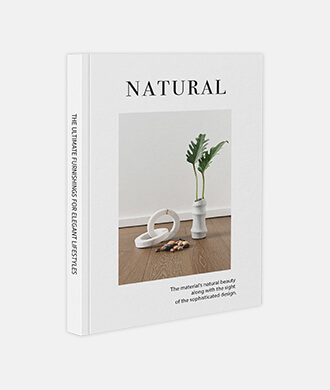 NATURAL
THE ULTIMATE FURNISHINGS FOR ELEGANT LIFESTYLES
The material's natural beauty
along with the sight
of the sophisticated design.